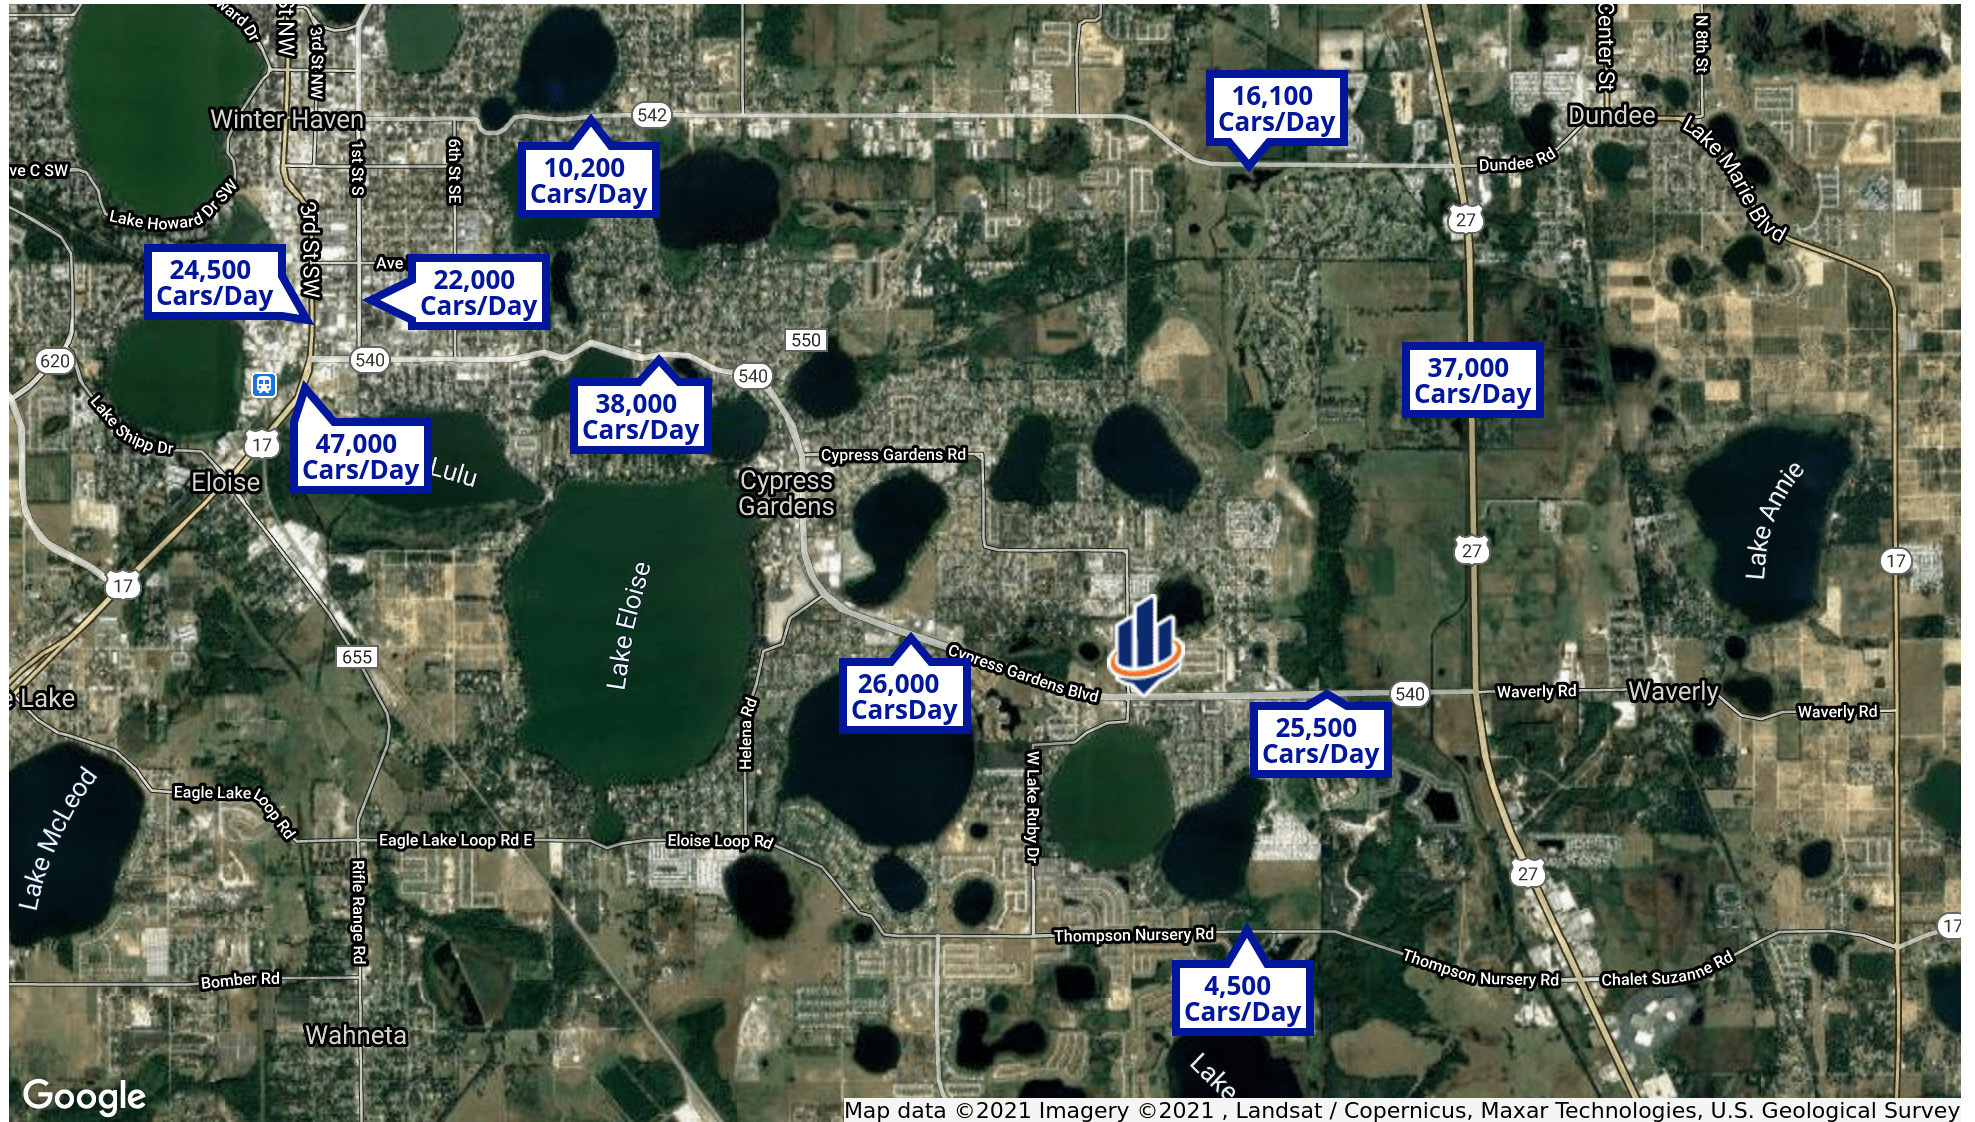 ward Dr
St NW
3rd St NW
Center St
N 8th St
16,100
Cars/Day
Winter Haven
542
Dundee
10,200
Cars/Day
1st St S
6th St SE
Dundee Rd
Lake Marie Blvd
ve C SW
Lake Howard Dr SW
3rd St SW
27
24,500
Cars/Day
Ave
22,000
Cars/Day
550
620
540
540
37,000
Cars/Day
38,000
Cars/Day
Lake Shipp Dr
17
47,000
Cars/Day
Lulu
Cypress Gardens Rd
Eloise
Cypress
Gardens
Lake Annie
27
17
17
Lake Eloise
655
Cypress Gardens Blvd
26,000
CarsDay
e Lake
540
Waverly Rd
Waverly
Waverly Rd
25,500
Cars/Day
Helena Rd
W Lake Ruby Dr
Lake McLeod
Eagle Lake Loop Rd
Eagle Lake Loop Rd E
Eloise Loop Rd
27
Rifle Range Rd
Thompson Nursery Rd
17
Thompson Nursery Rd
Chalet Suzanne Rd
Bomber Rd
4,500
Cars/Day
Wahneta
Lake
Google
Map data ©2021 Imagery ©2021 , Landsat / Copernicus, Maxar Technologies, U.S. Geological Survey